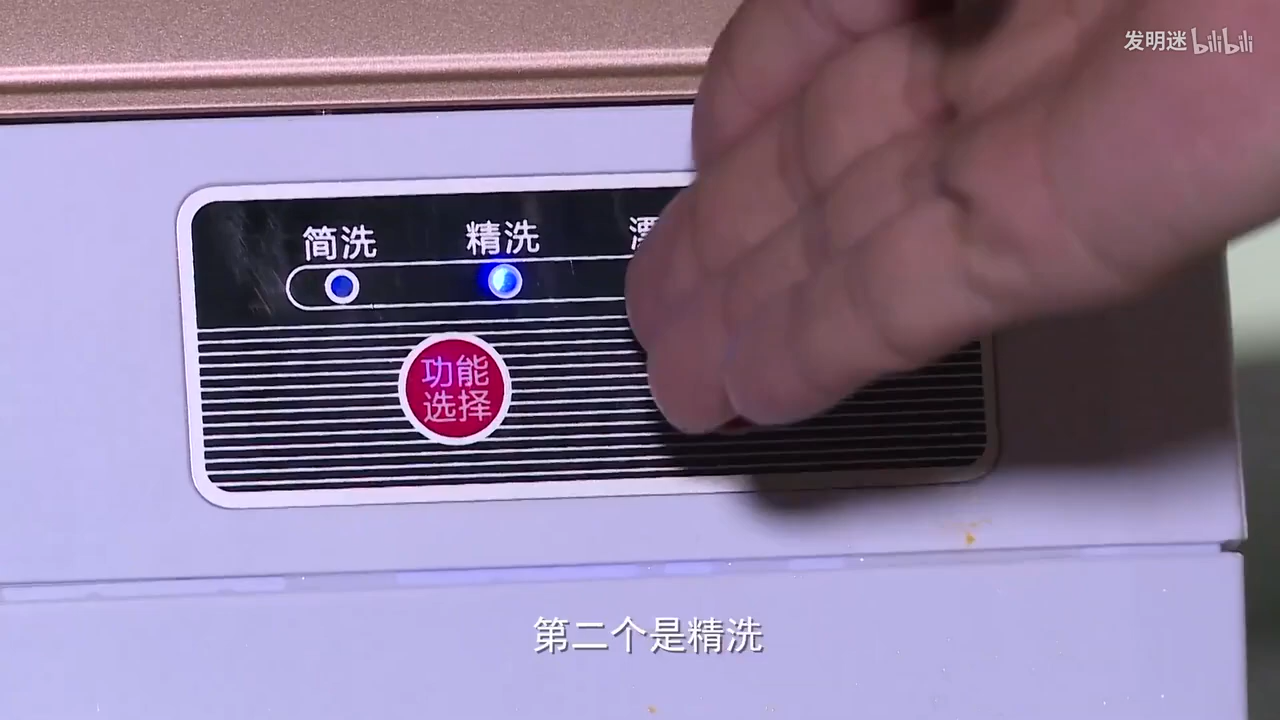 发明迷 bilibili
简洗 精洗
功能
选择
第二个是精洗